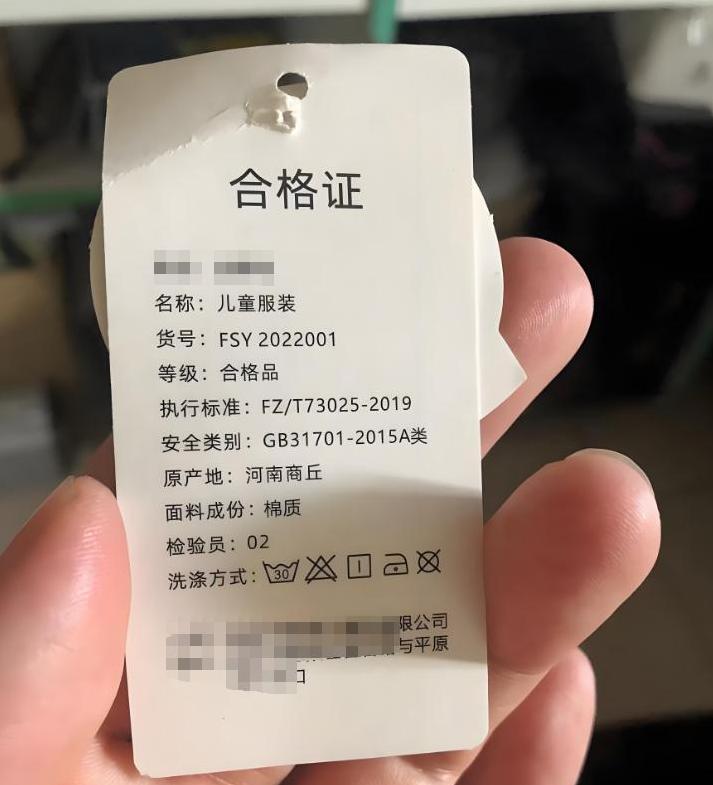 合格证
名称：儿童服装
货号：FSY 2022001
等级：合格品
执行标准：FZ/T73025-2019
安全类别：GB31701-2015A类
原产地：河南商丘
面料成份：棉质
检验员：02
洗涤方式：30
限公司
与平原
口